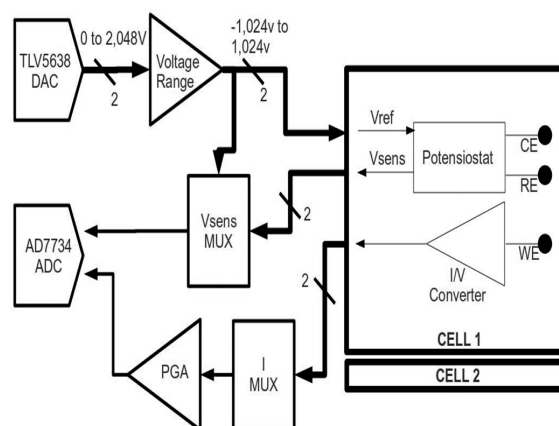 0 to 2,048V
-1,024v to
1,024v
TLV5638
DAC
Voltage
Range
2
2
Vref
Vsens
Potensiostat
CE
RE
Vsens
MUX
2
AD7734
ADC
WE
I/V
Converter
2
CELL 1
PGA
I
MUX
CELL 2